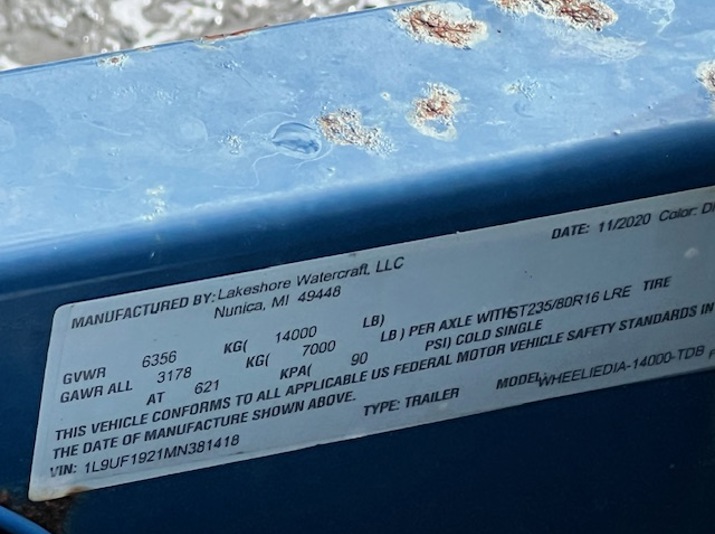 DATE: 11/2020 Color:
MANUFACTURED BY: Lakeshore Watercraft, LLC
Nunica, MI 49448
GVWR 6356 KG( 14000 LB)
GAWR ALL 3178 KG( 7000 LB ) PER AXLE WITH ST235/80R16 LRE TIRE
AT 621 KPA( 90 PSI) COLD SINGLE
THIS VEHICLE CONFORMS TO ALL APPLICABLE US FEDERAL MOTOR VEHICLE SAFETY STANDARDS IN
THE DATE OF MANUFACTURE SHOWN ABOVE.
VIN: 1L9UF1921MN381418 TYPE: TRAILER MODEL WHEELIEDIA-14000-TDB